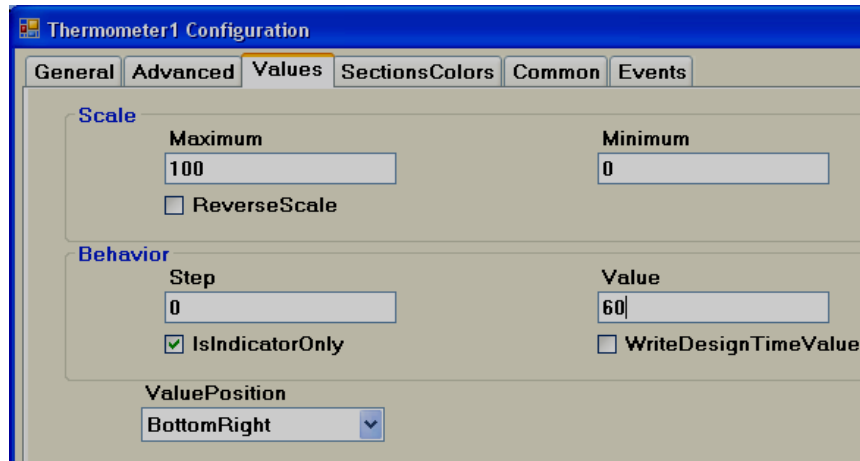 Thermometer1 Configuration
General Advanced Values SectionsColors Common Events
Scale
Maximum Minimum
100 0
ReverseScale
Behavior
Step Value
0 60
IsIndicatorOnly WriteDesignTimeValue
ValuePosition
BottomRight